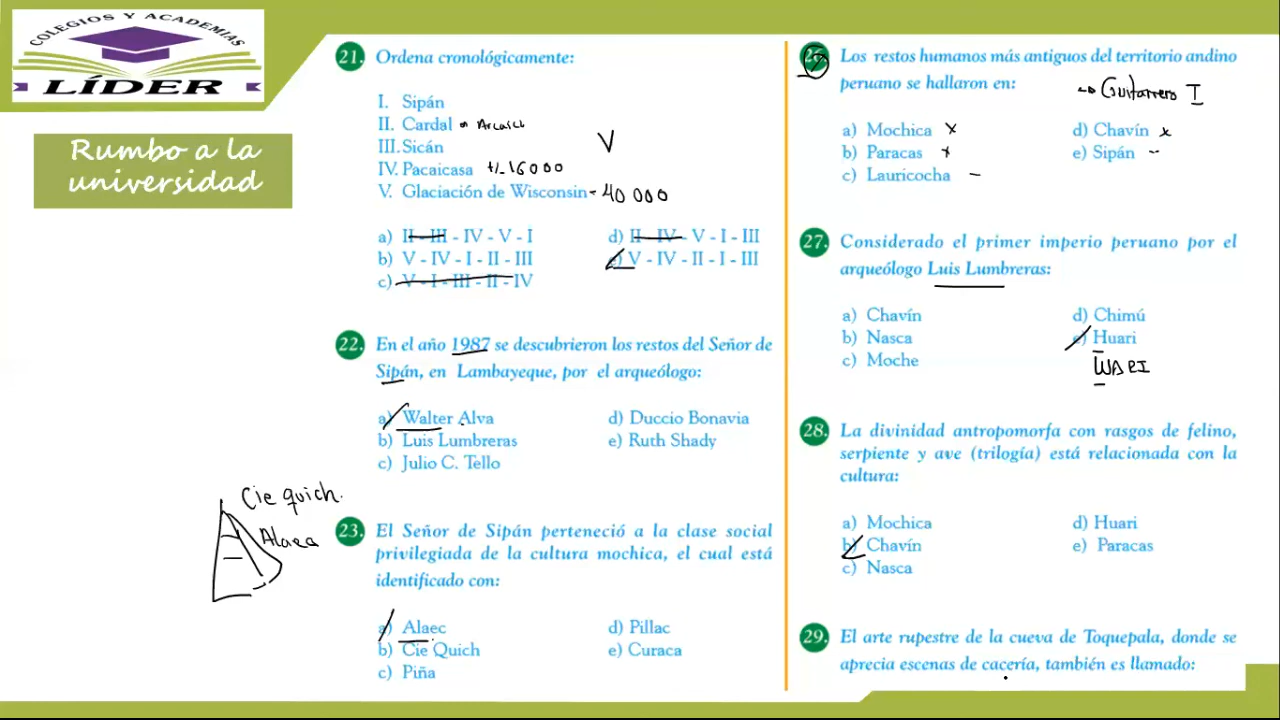 COLEGIOS Y ACADEMIAS
LÍDER
Rumbo a la
universidad
21. Ordena cronológicamente:
I. Sipán
II. Cardal
III. Sicán
V
IV. Pacaicasa +/- 16000
V. Glaciación de Wisconsin - 40 000
a) II - III - IV - V - I
b) V - IV - I - II - III
c) V - I - III - II - IV
d) II - IV - V - I - III
e) V - IV - II - I - III
22. En el año 1987 se descubrieron los restos del Señor de
Sipán, en Lambayeque, por el arqueólogo:
a) Walter Alva
b) Luis Lumbreras
c) Julio C. Tello
d) Duccio Bonavia
e) Ruth Shady
Cie quich.
Alaec
23. El Señor de Sipán perteneció a la clase social
privilegiada de la cultura mochica, el cual está
identificado con:
a) Alaec
b) Cie Quich
c) Piña
d) Pillac
e) Curaca
26. Los restos humanos más antiguos del territorio andino
peruano se hallaron en:
Guitarrero I
a) Mochica x
b) Paracas x
c) Lauricocha -
d) Chavín x
e) Sipán -
27. Considerado el primer imperio peruano por el
arqueólogo Luis Lumbreras:
a) Chavín
b) Nasca
c) Moche
d) Chimú
e) Huari
WARI
28. La divinidad antropomorfa con rasgos de felino,
serpiente y ave (trilogía) está relacionada con la
cultura:
a) Mochica
b) Chavín
c) Nasca
d) Huari
e) Paracas
29. El arte rupestre de la cueva de Toquepala, donde se
aprecia escenas de cacería, también es llamado: